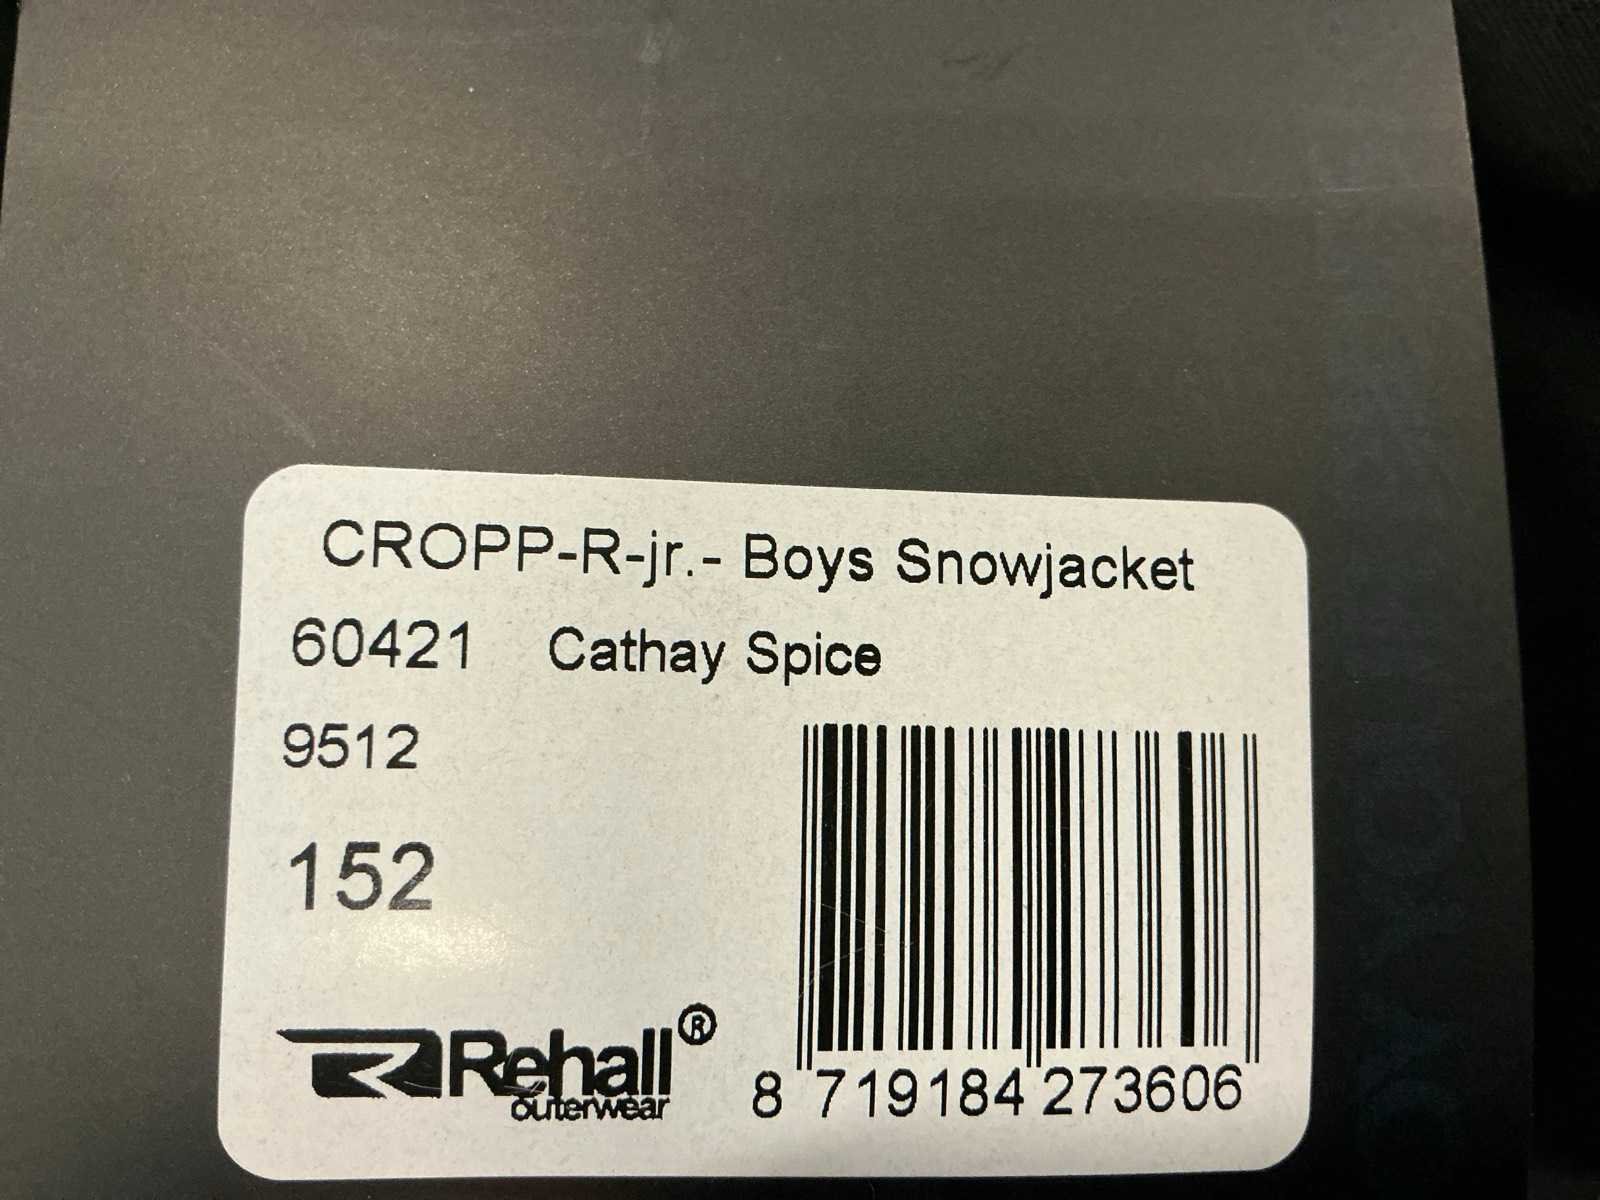 CROPP-R-jr.- Boys Snowjacket
60421 Cathay Spice
9512
152
Rehall®
outerwear
8 719184 273606